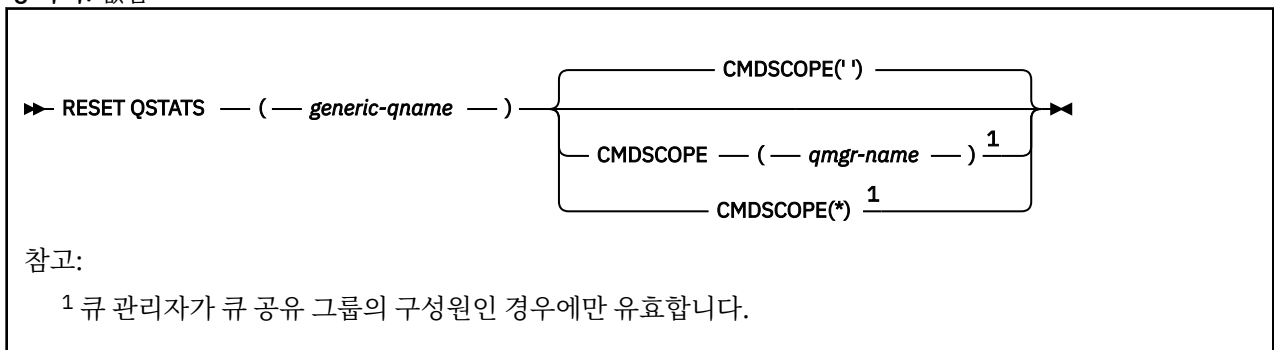 CMDSCOPE(' ')
RESET QSTATS ( generic-qname )
CMDSCOPE ( qmgr-name ) 1
CMDSCOPE(*) 1
참고:
1 큐 관리자가 큐 공유 그룹의 구성원인 경우에만 유효합니다.